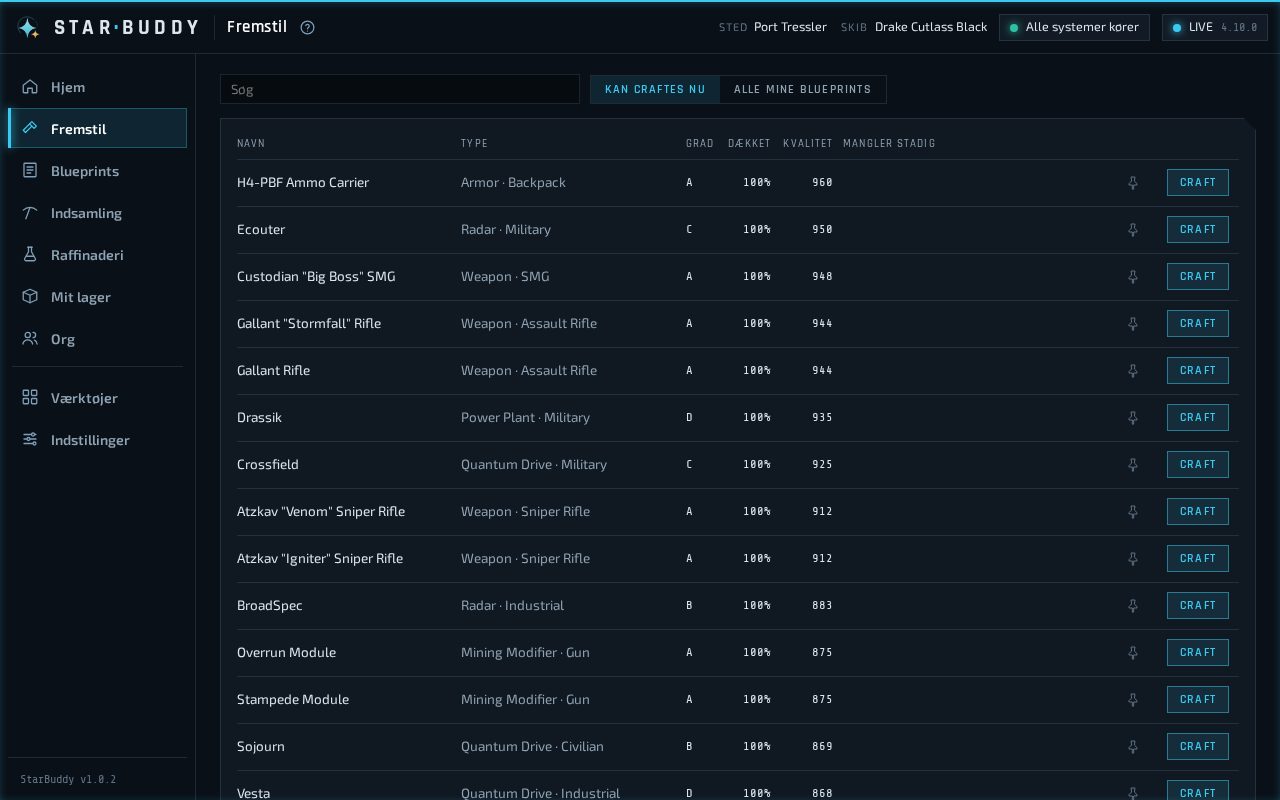 STAR·BUDDY
Fremstil
STED Port Tressler SKIB Drake Cutlass Black
Alle systemer kører
LIVE 4.10.0
Hjem
Fremstil
Blueprints
Indsamling
Raffinaderi
Mit lager
Org
Værktøjer
Indstillinger
StarBuddy v1.0.2
Søg
KAN CRAFTES NU
ALLE MINE BLUEPRINTS
NAVN TYPE GRAD DÆKKET KVALITET MANGLER STADIG
H4-PBF Ammo Carrier Armor · Backpack A 100% 960 CRAFT
Ecouter Radar · Military C 100% 950 CRAFT
Custodian "Big Boss" SMG Weapon · SMG A 100% 948 CRAFT
Gallant "Stormfall" Rifle Weapon · Assault Rifle A 100% 944 CRAFT
Gallant Rifle Weapon · Assault Rifle A 100% 944 CRAFT
Drassik Power Plant · Military D 100% 935 CRAFT
Crossfield Quantum Drive · Military C 100% 925 CRAFT
Atzkav "Venom" Sniper Rifle Weapon · Sniper Rifle A 100% 912 CRAFT
Atzkav "Igniter" Sniper Rifle Weapon · Sniper Rifle A 100% 912 CRAFT
BroadSpec Radar · Industrial B 100% 883 CRAFT
Overrun Module Mining Modifier · Gun A 100% 875 CRAFT
Stampede Module Mining Modifier · Gun A 100% 875 CRAFT
Sojourn Quantum Drive · Civilian B 100% 869 CRAFT
Vesta Quantum Drive · Industrial D 100% 868 CRAFT